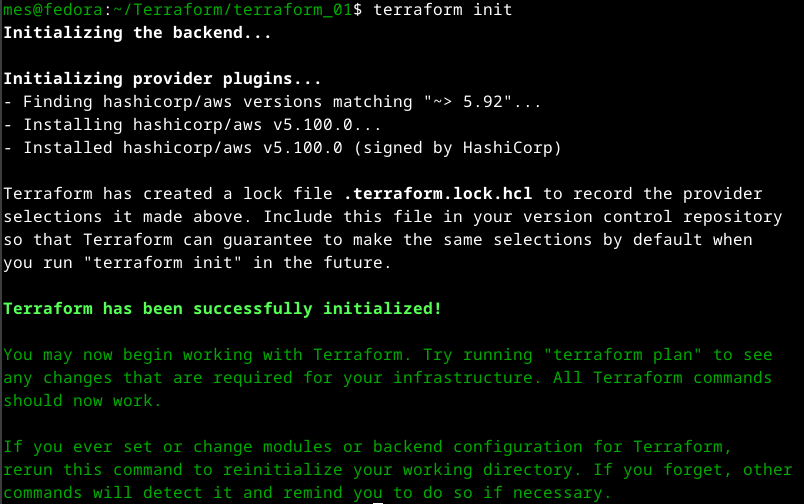 mes@fedora:~/Terraform/terraform_01$ terraform init
Initializing the backend...
Initializing provider plugins...
- Finding hashicorp/aws versions matching "~> 5.92"...
- Installing hashicorp/aws v5.100.0...
- Installed hashicorp/aws v5.100.0 (signed by HashiCorp)
Terraform has created a lock file .terraform.lock.hcl to record the provider
selections it made above. Include this file in your version control repository
so that Terraform can guarantee to make the same selections by default when
you run "terraform init" in the future.
Terraform has been successfully initialized!
You may now begin working with Terraform. Try running "terraform plan" to see
any changes that are required for your infrastructure. All Terraform commands
should now work.
If you ever set or change modules or backend configuration for Terraform,
rerun this command to reinitialize your working directory. If you forget, other
commands will detect it and remind you to do so if necessary.